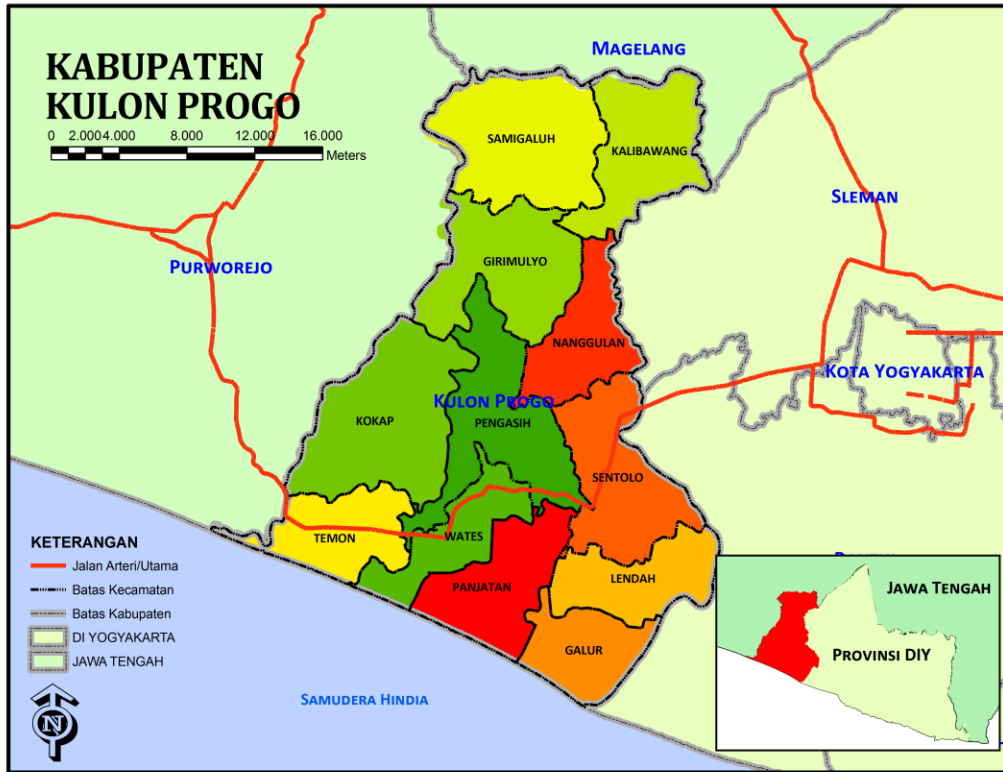 KABUPATEN
KULON PROGO
0 2.000 4.000 8.000 12.000 16.000
Meters
MAGELANG
SAMIGALUH
KALIBAWANG
SLEMAN
PURWOREJO
GIRIMULYO
NANGGULAN
KOTA YOGYAKARTA
KULON PROGO
KOKAP
PENGASIH
SENTOLO
TEMON
WATES
LENDAH
PANJATAN
GALUR
SAMUDERA HINDIA
KETERANGAN
Jalan Arteri/Utama
Batas Kecamatan
Batas Kabupaten
DI YOGYAKARTA
JAWA TENGAH
N
JAWA TENGAH
PROVINSI DIY